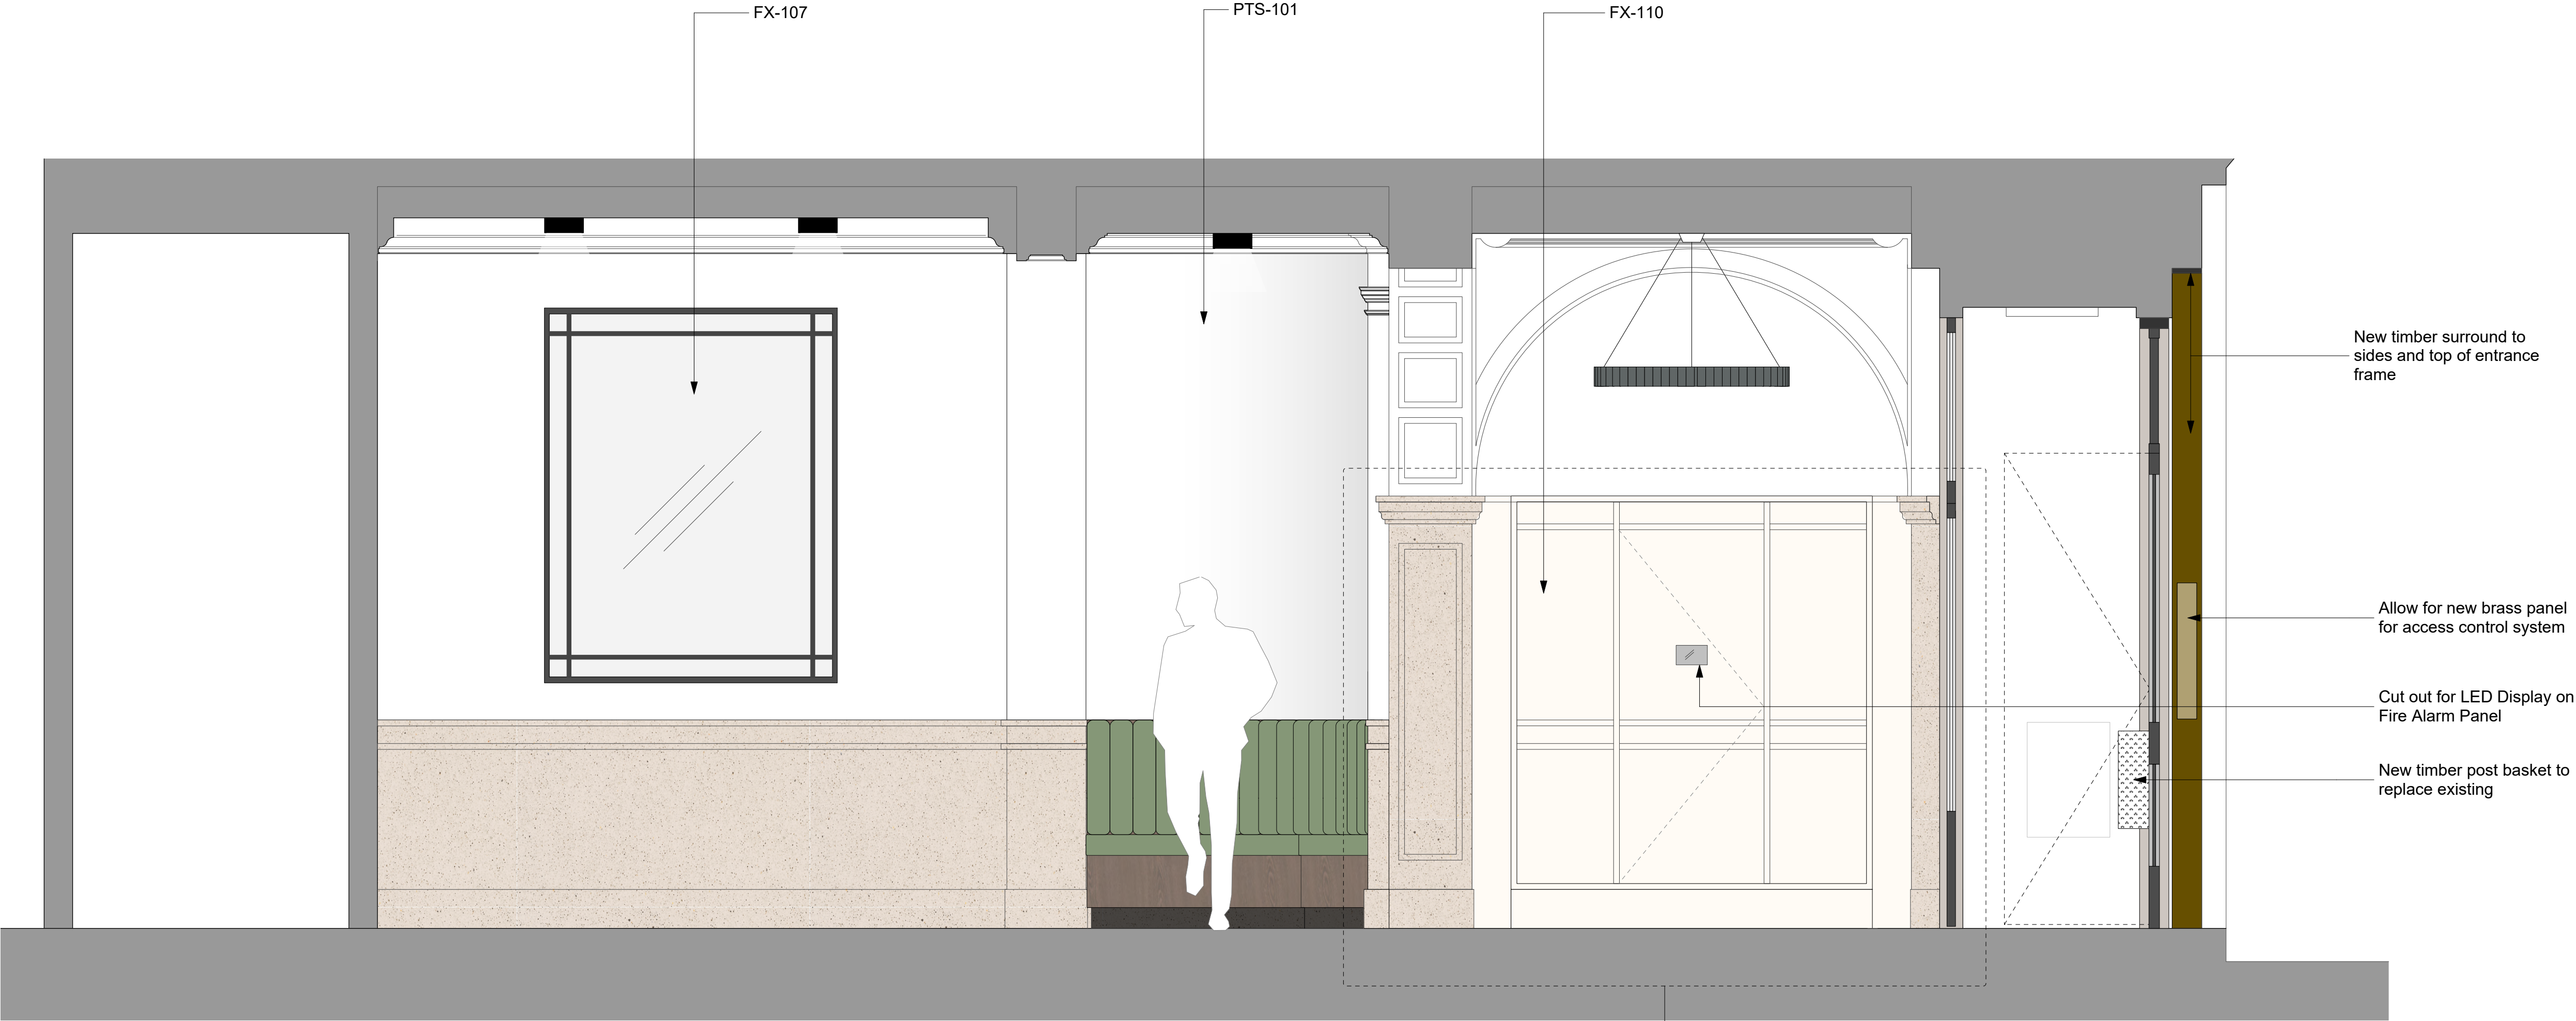 FX-107
PTS-101
FX-110
New timber surround to
sides and top of entrance
frame
Allow for new brass panel
for access control system
Cut out for LED Display on
Fire Alarm Panel
New timber post basket to
replace existing